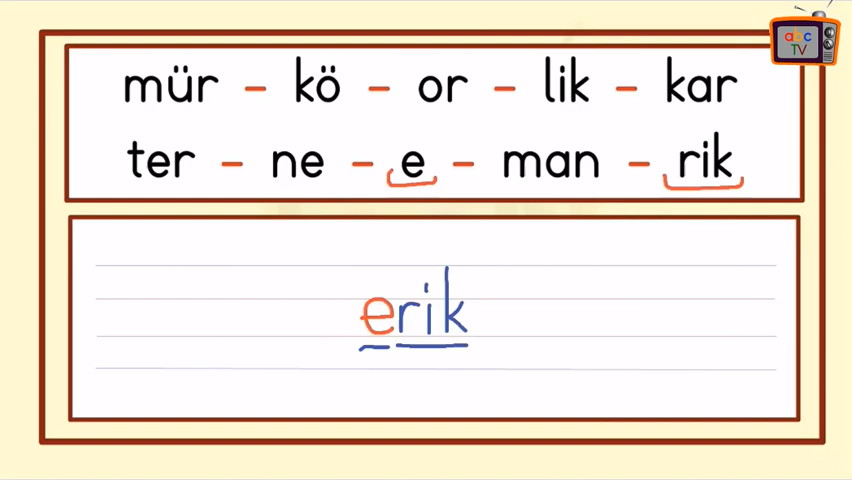 abc
TV
mür - kö - or - lik - kar
ter - ne - e - man - rik
erik